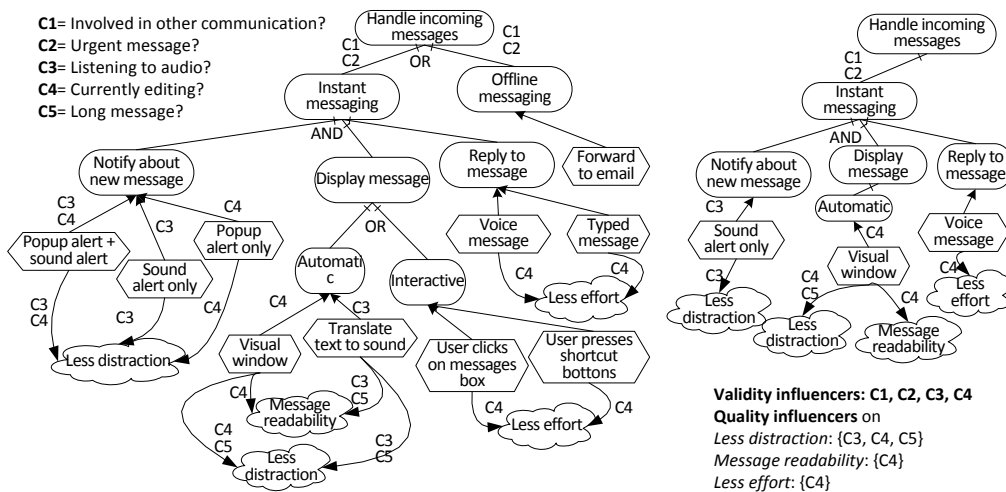 C1= Involved in other communication?
C2= Urgent message?
C3= Listening to audio?
C4= Currently editing?
C5= Long message?
Handle incoming
messages
C1
C2
OR
C1
C2
Instant
messaging
Offline
messaging
AND
Notify about
new message
Display message
Reply to
message
Forward
to email
C3
C4
C3
C4
OR
Popup alert +
sound alert
Sound
alert only
Popup
alert only
Voice
message
Typed
message
C4
C4
Less effort
Automati
c
Interactive
C3
C4
C3
C4
Less distraction
C4
C3
Visual
window
Translate
text to sound
User clicks
on messages
box
User presses
shortcut
bottons
C4
C3
C5
Message
readability
C4
C4
Less effort
C4
C5
C3
C5
Less
distraction
Handle incoming
messages
C1
C2
Instant
messaging
AND
Notify about
new message
Display
message
Reply to
message
C3
Automatic
Sound
alert only
C4
Voice
message
Visual
window
C3
C4
C5
C4
C4
Less
distraction
Less
distraction
Message
readability
Less
effort
Validity influencers: C1, C2, C3, C4
Quality influencers on
Less distraction: {C3, C4, C5}
Message readability: {C4}
Less effort: {C4}